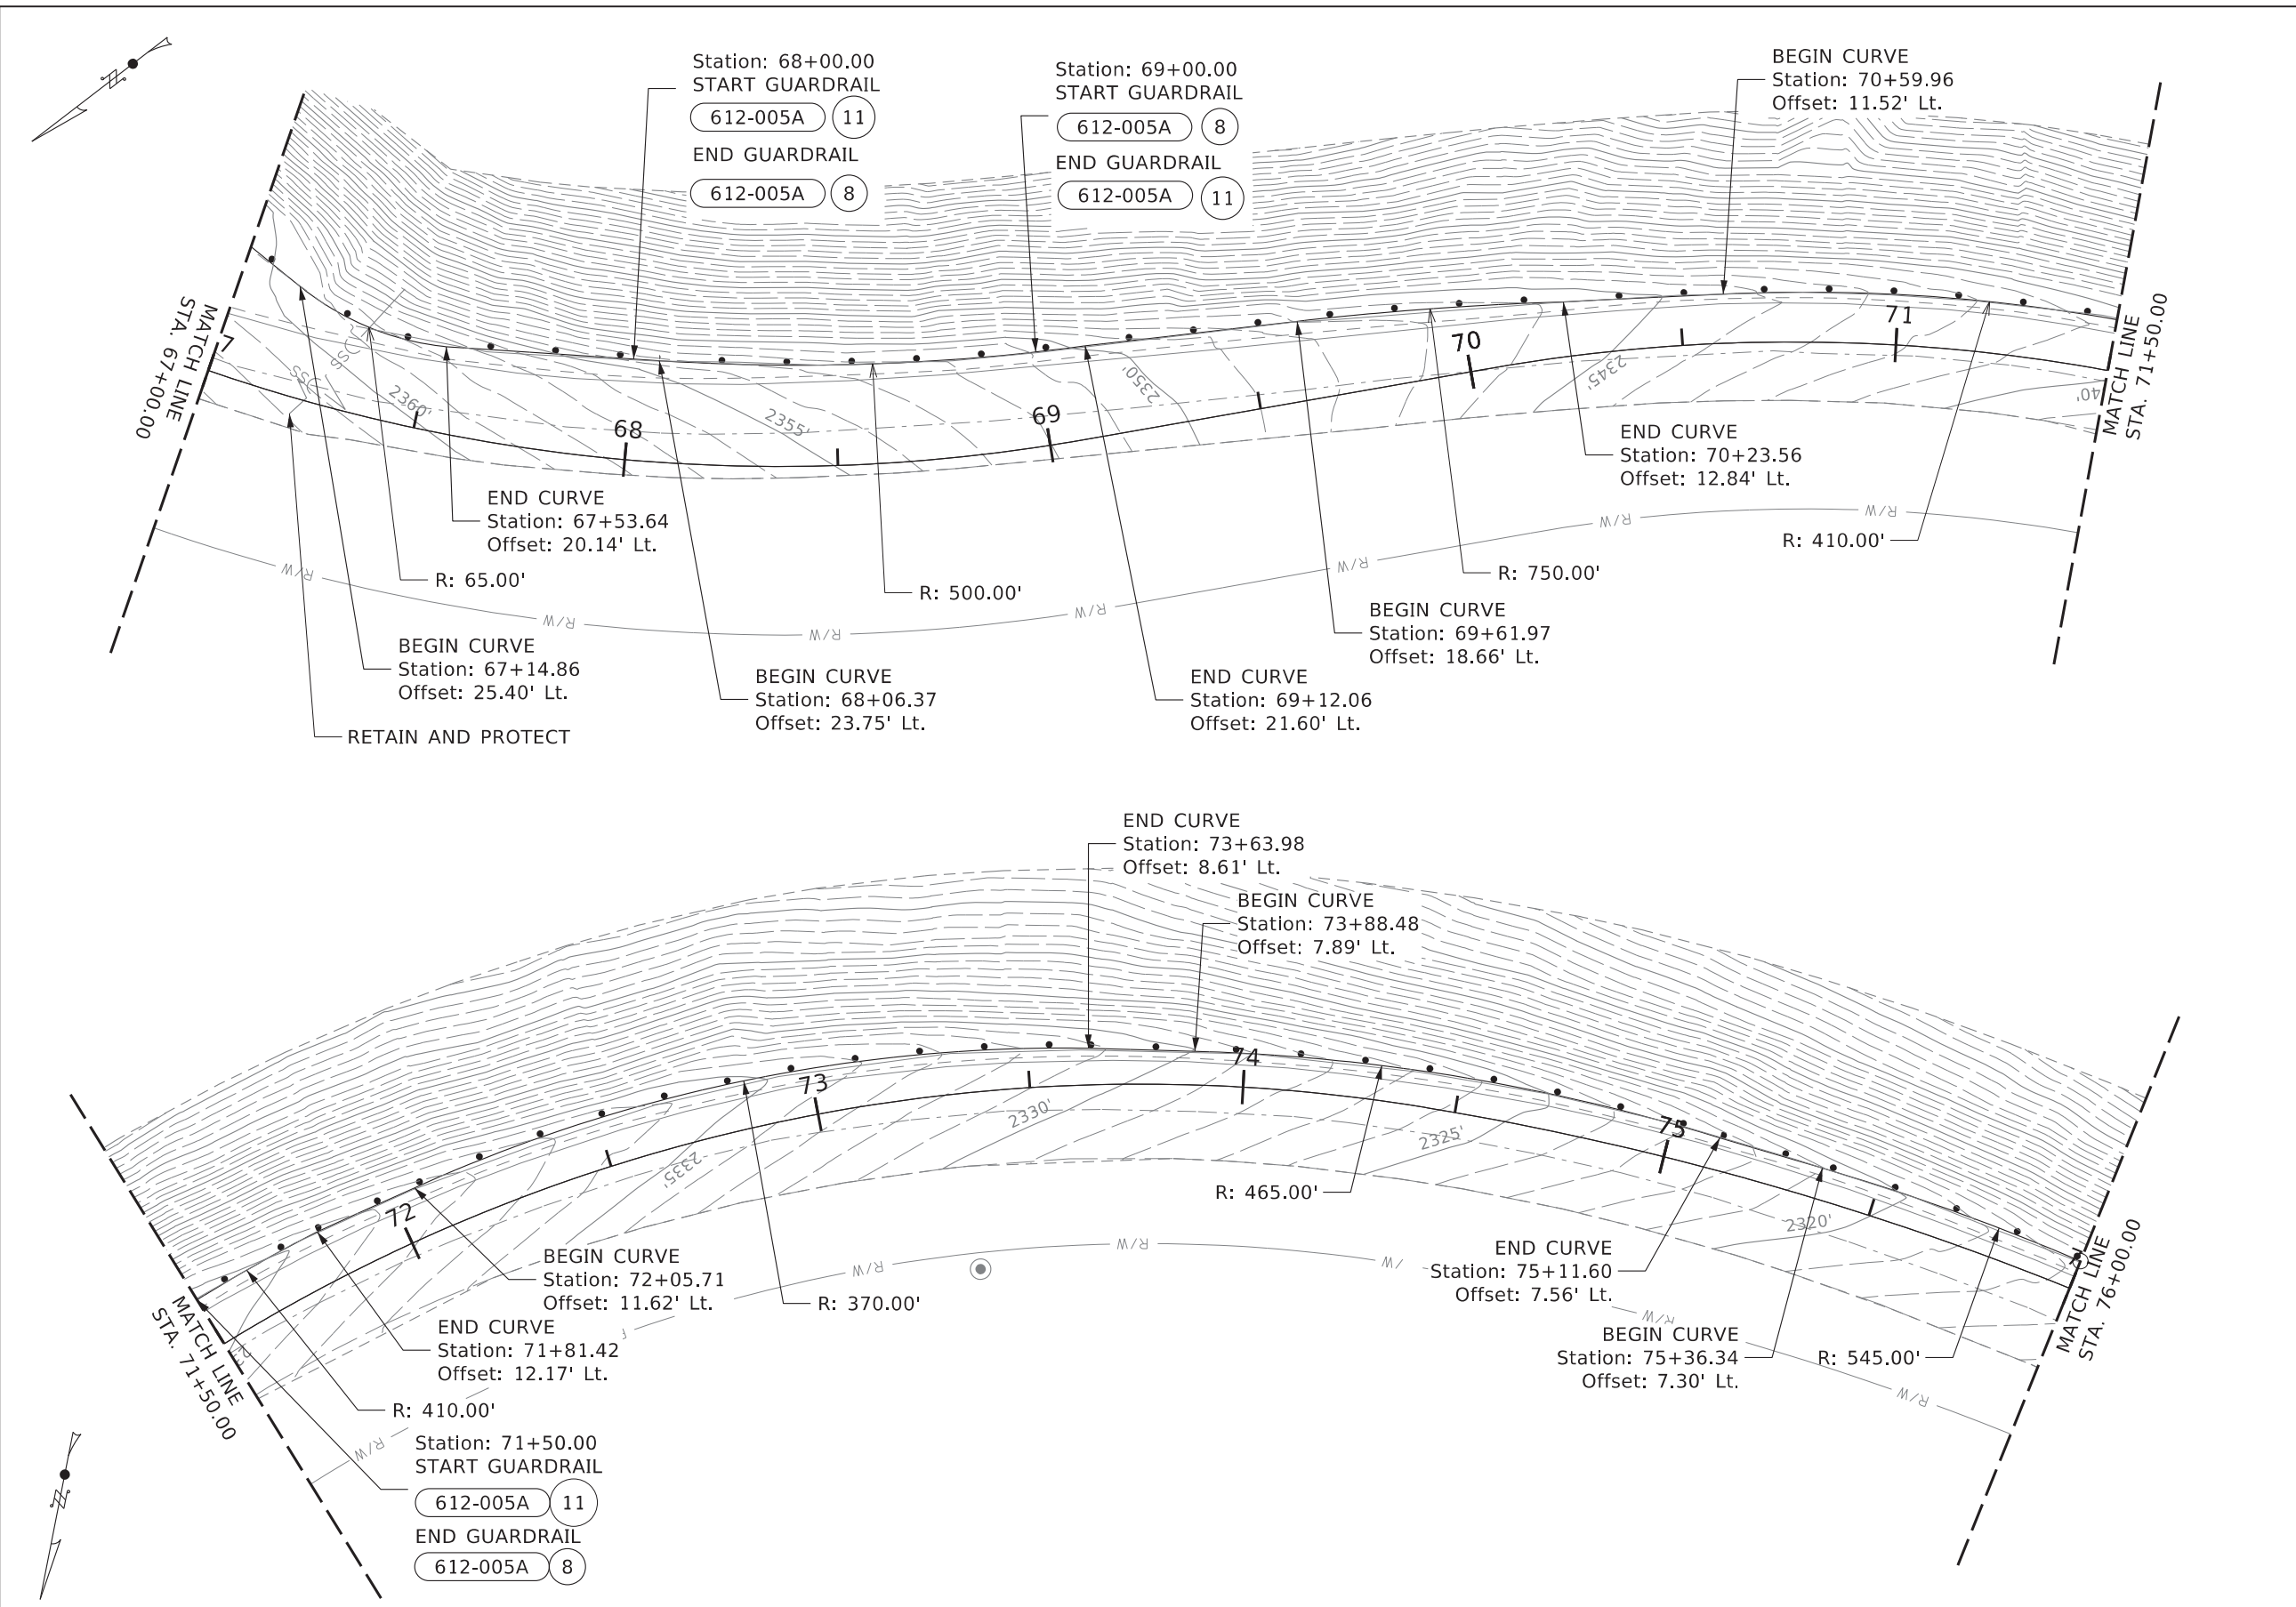 Station: 68+00.00
START GUARDRAIL
612-005A 11
END GUARDRAIL
612-005A 8
Station: 69+00.00
START GUARDRAIL
612-005A 8
END GUARDRAIL
612-005A 11
BEGIN CURVE
Station: 70+59.96
Offset: 11.52' Lt.
MATCH LINE
STA. 67+00.00
7
SSC
SSC
2360'
68
2355'
69
2350'
70
2345'
71
40'
MATCH LINE
STA. 71+50.00
END CURVE
Station: 67+53.64
Offset: 20.14' Lt.
R: 65.00'
R: 500.00'
END CURVE
Station: 70+23.56
Offset: 12.84' Lt.
R: 410.00'
R: 750.00'
BEGIN CURVE
Station: 69+61.97
Offset: 18.66' Lt.
R/W
R/W
R/W
R/W
R/W
R/W
R/W
BEGIN CURVE
Station: 67+14.86
Offset: 25.40' Lt.
BEGIN CURVE
Station: 68+06.37
Offset: 23.75' Lt.
END CURVE
Station: 69+12.06
Offset: 21.60' Lt.
RETAIN AND PROTECT
END CURVE
Station: 73+63.98
Offset: 8.61' Lt.
BEGIN CURVE
Station: 73+88.48
Offset: 7.89' Lt.
72
73
74
75
2335'
2330'
2325'
2320'
R: 465.00'
BEGIN CURVE
Station: 72+05.71
Offset: 11.62' Lt.
R: 370.00'
R/W
R/W
R/W
/W
R/W
R/W
END CURVE
Station: 75+11.60
Offset: 7.56' Lt.
BEGIN CURVE
Station: 75+36.34
Offset: 7.30' Lt.
R: 545.00'
MATCH LINE
STA. 76+00.00
END CURVE
Station: 71+81.42
Offset: 12.17' Lt.
R: 410.00'
MATCH LINE
STA. 71+50.00
Station: 71+50.00
START GUARDRAIL
612-005A 11
END GUARDRAIL
612-005A 8